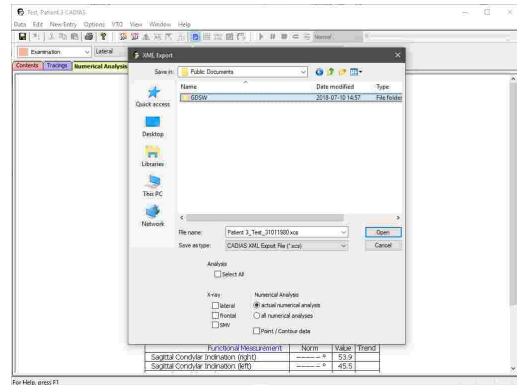 Test, Patient 3 CADIAS
Data Edit New Entry Options VTO View Window Help
Normal
Examination Lateral
Contents Tracings Numerical Analysis
XML Export
Save in: Public Documents
Name Date modified Type
GDSW 2018-07-10 14:57 File folder
Quick access
Desktop
Libraries
This PC
Network
File name: Patient 3_Test_31011980.xca Open
Save as type: CADIAS XML Export File (*.xca) Cancel
Analysis
Select All
X-ray Numerical Analysis
lateral actual numerical analysis
frontal all numerical analyses
SMV
Point / Contour data
Functional Measurement Norm Value Trend
Sagittal Condylar Inclination (right) ------ º 53.9
Sagittal Condylar Inclination (left) ------ º 45.5
For Help, press F1